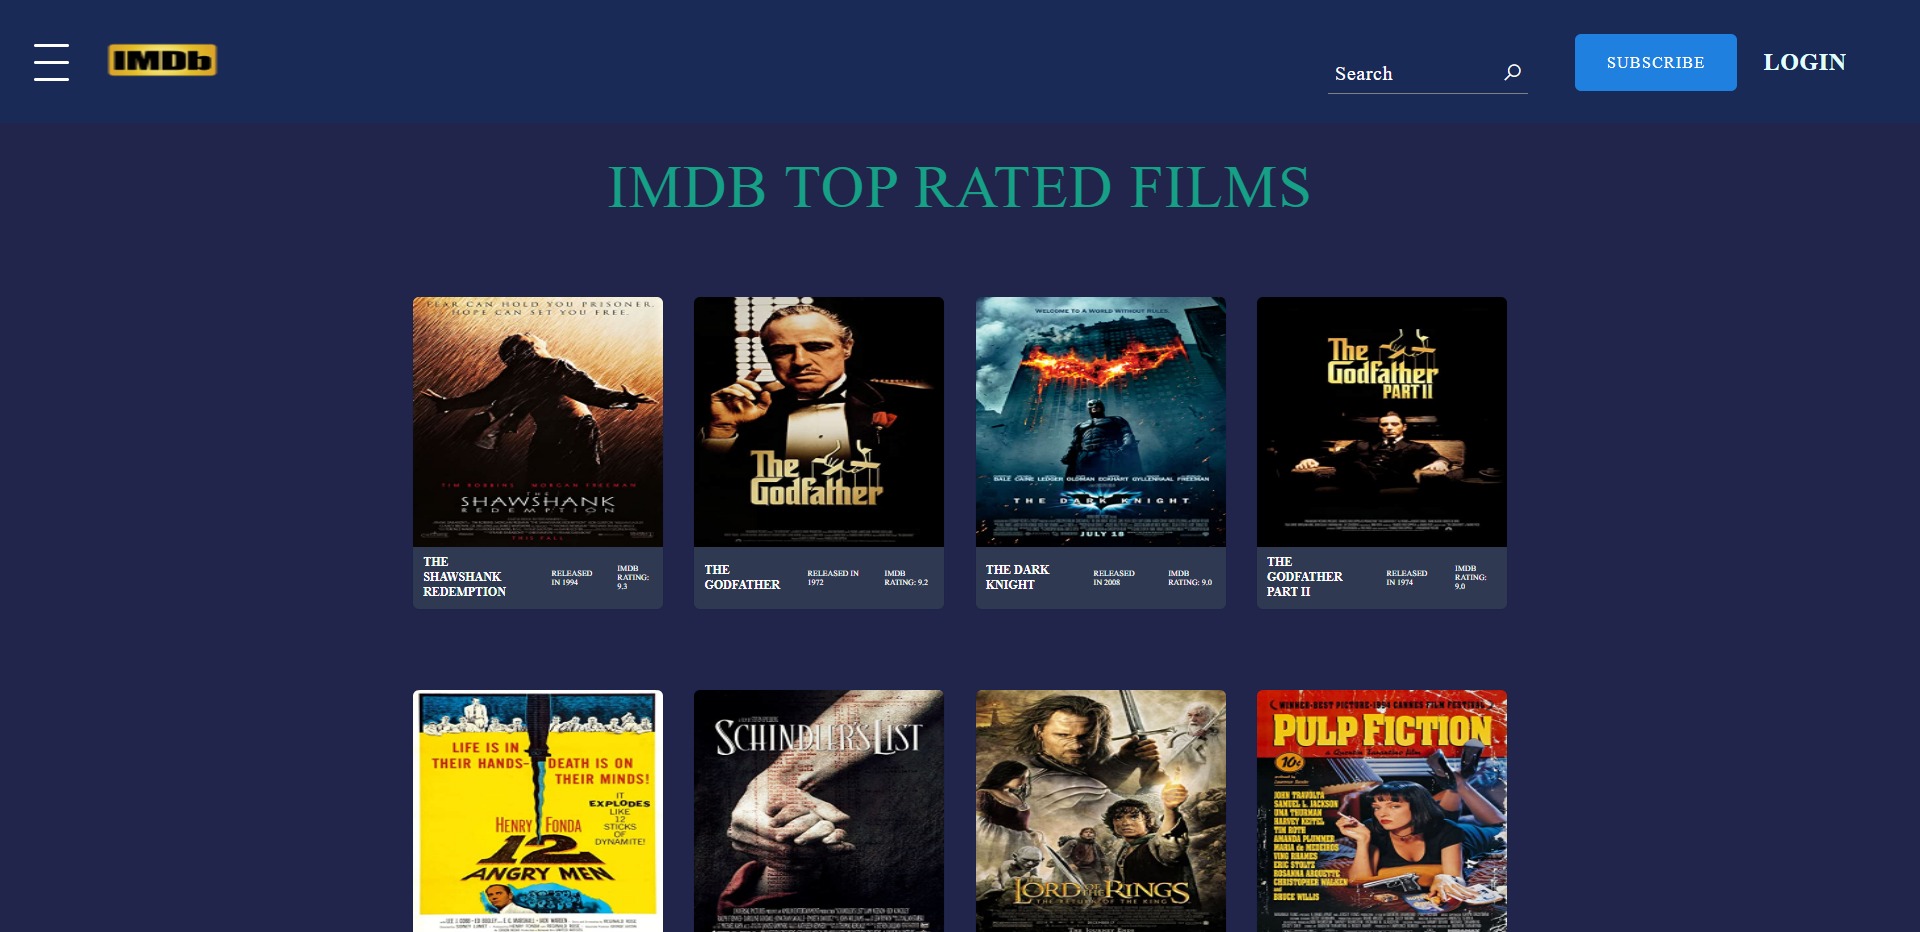 IMDb
Search
SUBSCRIBE
LOGIN
IMDB TOP RATED FILMS
FEAR CAN HOLD YOU PRISONER.
HOPE CAN SET YOU FREE.
TIM ROBBINS MORGAN FREEMAN
THE
SHAWSHANK
REDEMPTION
THIS FALL
THE
SHAWSHANK
REDEMPTION
RELEASED
IN 1994
IMDB
RATING:
9.3
The
Godfather
THE
GODFATHER
RELEASED IN
1972
IMDB
RATING: 9.2
WELCOME TO A WORLD WITHOUT RULES.
BALE CAINE LEDGER OLDMAN ECKHART GYLLENHAAL FREEMAN
THE DARK KNIGHT
JULY 18
THE DARK
KNIGHT
RELEASED
IN 2008
IMDB
RATING: 9.0
The
Godfather
PART II
THE
GODFATHER
PART II
RELEASED
IN 1974
IMDB
RATING:
9.0
LIFE IS IN
THEIR HANDS-
DEATH IS ON
THEIR MINDS!
IT
EXPLODES
LIKE
12
STICKS
OF
DYNAMITE!
HENRY FONDA
12
ANGRY MEN
SCHINDLER'S LIST
THE
LORD OF THE RINGS
THE RETURN OF THE KING
THE JOURNEY ENDS
WINNER-BEST PICTURE-1994 CANNES FILM FESTIVAL
PULP FICTION
a Quentin Tarantino film
10¢
JOHN TRAVOLTA
SAMUEL L. JACKSON
UMA THURMAN
HARVEY KEITEL
TIM ROTH
AMANDA PLUMMER
MARIA de MEDEIROS
VING RHAMES
ERIC STOLTZ
ROSANNA ARQUETTE
CHRISTOPHER WALKEN
and
BRUCE WILLIS